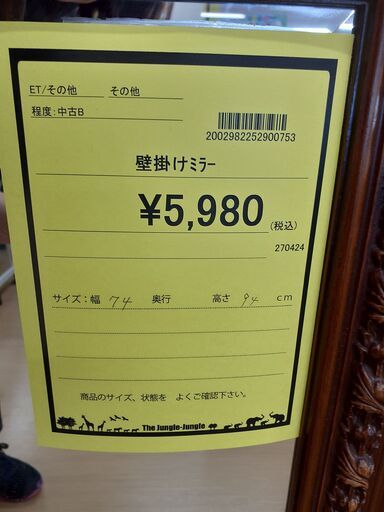 ET/その他 その他
程度:中古B
2002982252900753
壁掛けミラー
¥5,980(税込)
270424
サイズ:幅 74 奥行 高さ 94 cm
商品のサイズ、状態を よくご確認下さい。
The Jungle-Jungle